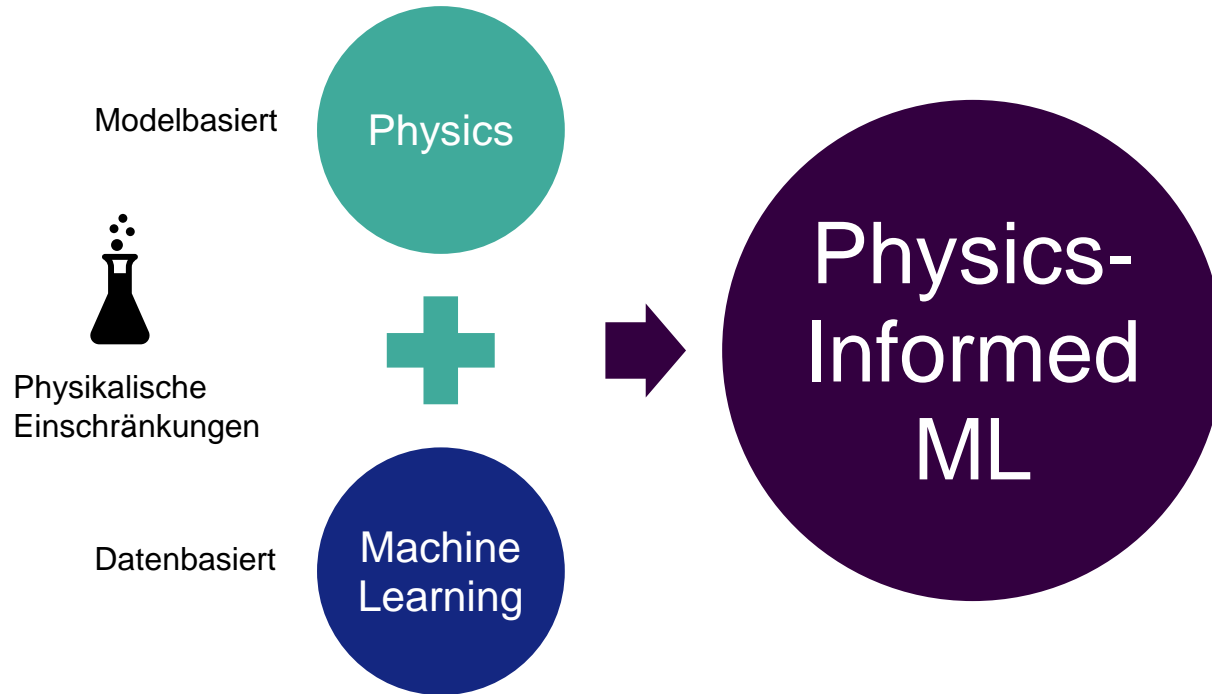 Modelbasiert
Physics
Physikalische
Einschränkungen
Datenbasiert
Machine
Learning
Physics-
Informed
ML